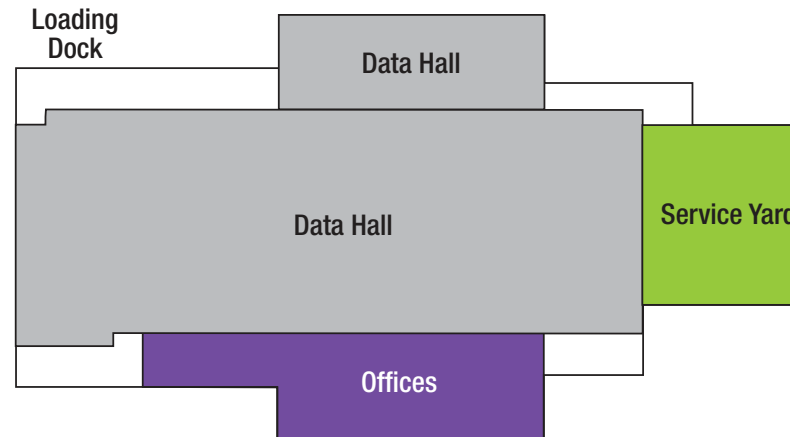 Loading
Dock
Data Hall
Data Hall
Service Yard
Offices